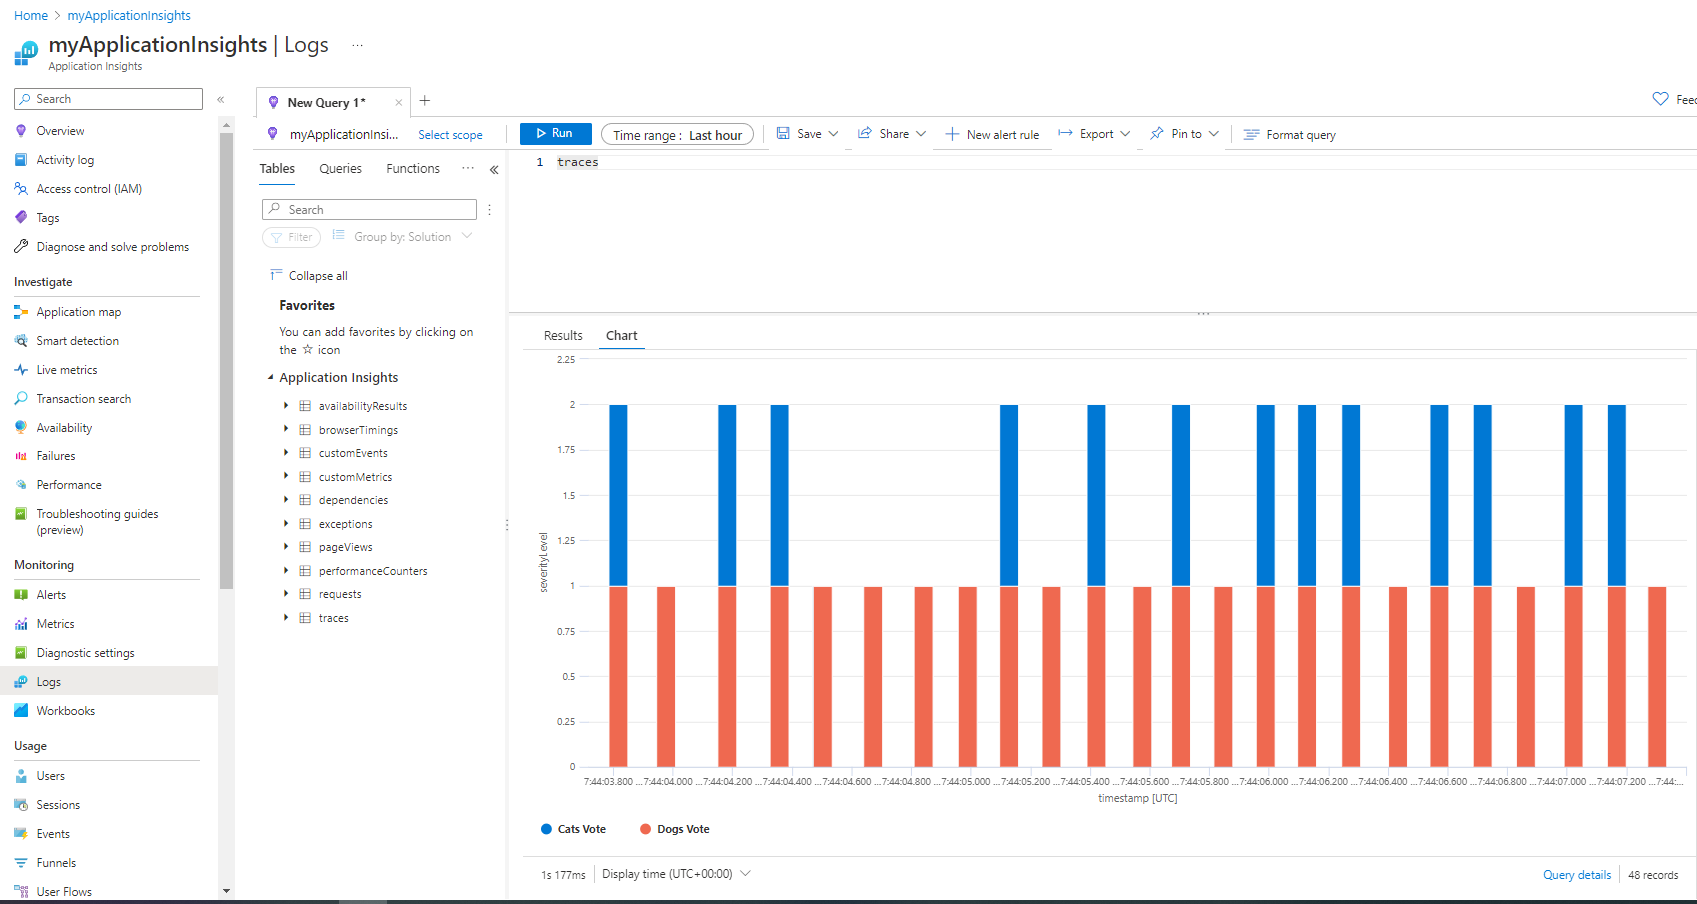 Home > myApplicationInsights
myApplicationInsights | Logs ...
Application Insights
Search «
Overview
Activity log
Access control (IAM)
Tags
Diagnose and solve problems
Investigate
Application map
Smart detection
Live metrics
Transaction search
Availability
Failures
Performance
Troubleshooting guides
(preview)
Monitoring
Alerts
Metrics
Diagnostic settings
Logs
Workbooks
Usage
Users
Sessions
Events
Funnels
User Flows
New Query 1* × +
Feec
myApplicationInsi... Select scope
Run Time range : Last hour Save Share New alert rule Export Pin to Format query
Tables Queries Functions ... «
Search
Filter Group by: Solution
Collapse all
Favorites
You can add favorites by clicking on
the ☆ icon
Application Insights
availabilityResults
browserTimings
customEvents
customMetrics
dependencies
exceptions
pageViews
performanceCounters
requests
traces
1 traces
Results Chart
2.25
2
1.75
1.5
1.25
1
0.75
0.5
0.25
0
severityLevel
7:44:03.800 ...7:44:04.000 ...7:44:04.200 ...7:44:04.400 ...7:44:04.600 ...7:44:04.800 ...7:44:05.000 ...7:44:05.200 ...7:44:05.400 ...7:44:05.600 ...7:44:05.800 ...7:44:06.000 ...7:44:06.200 ...7:44:06.400 ...7:44:06.600 ...7:44:06.800 ...7:44:07.000 ...7:44:07.200 ...7:44:...
timestamp [UTC]
Cats Vote Dogs Vote
1s 177ms Display time (UTC+00:00) Query details 48 records